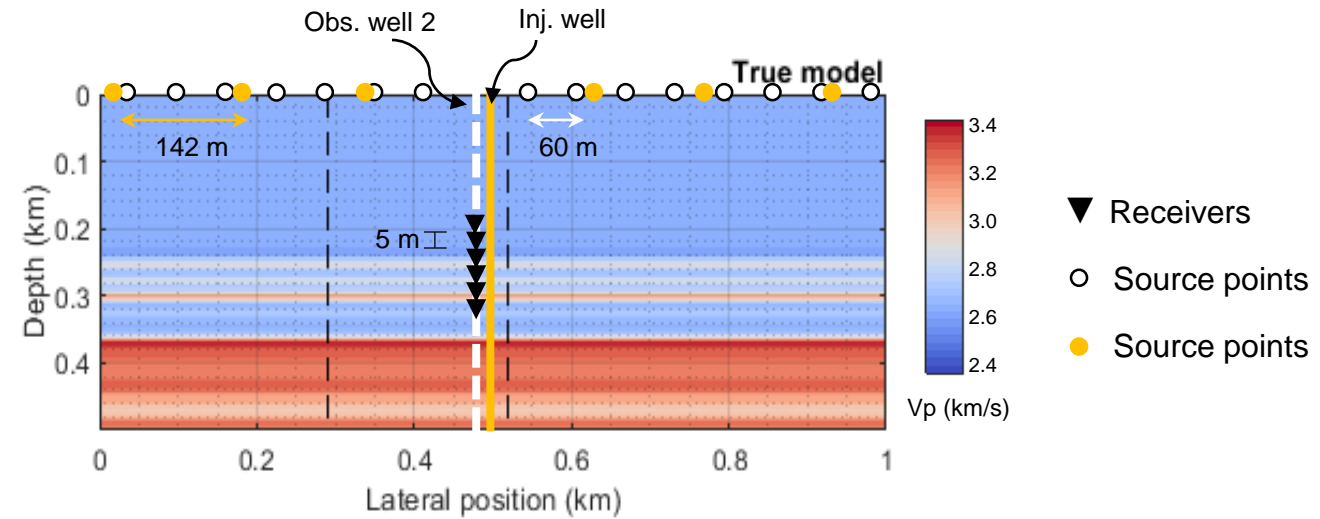 Obs. well 2
Inj. well
True model
0
0.1
0.2
0.3
0.4
Depth (km)
142 m
60 m
5 m
0
0.2
0.4
0.6
0.8
1
Lateral position (km)
3.4
3.2
3.0
2.8
2.6
2.4
Vp (km/s)
Receivers
Source points
Source points